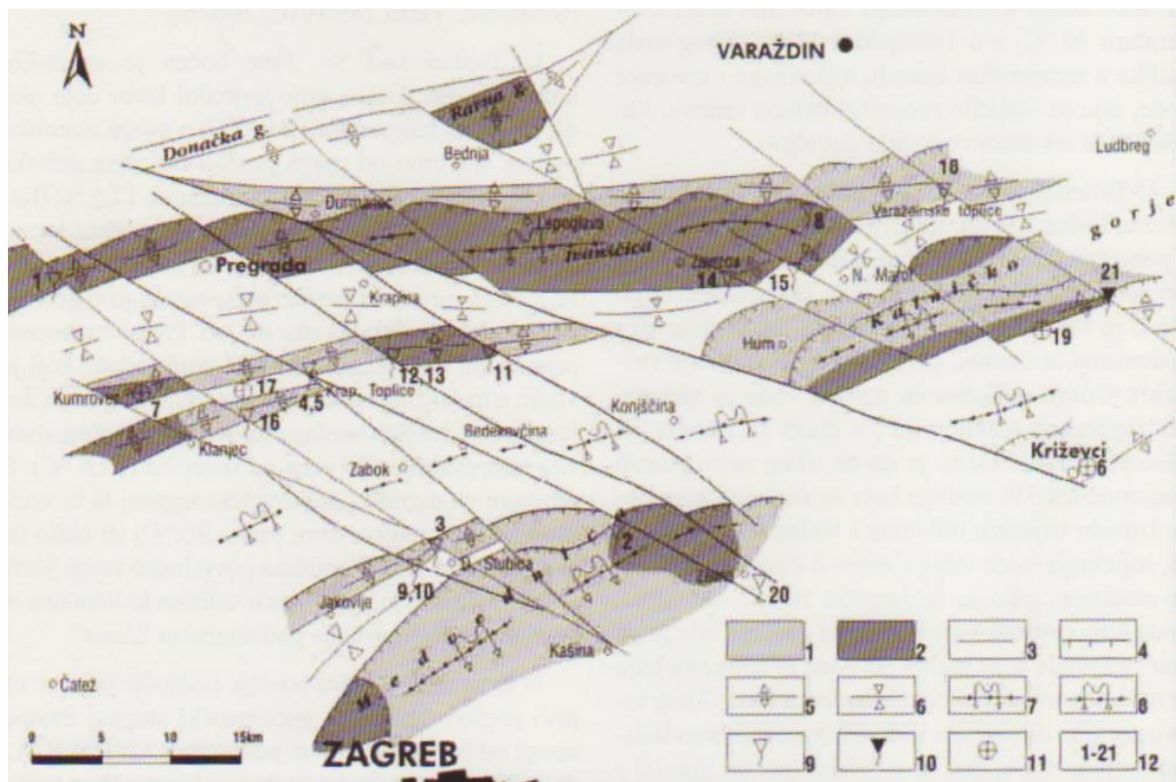 N
VARAŽDIN
Ravna g.
Donačka g.
Bednja
Ludbreg
Đurmanec
Lepoglava
18
Varaždinske toplice
8
Ivanščica
gorje
1
Pregrada
Zlatar
14
15
N. Marof
21
Krapina
Kalničko
Hum
19
Kumrovec
7
17
12,13
11
4,5
Krap. Toplice
16
Konjščina
Klanjec
Bedekovčina
Zabok
Križevci
6
3
D. Stubica
2
Zelina
20
Jakovlje
9,10
Kašina
Čatež
1
2
3
4
5
6
7
8
9
10
11
1-21
12
9
0
5
10
15km
ZAGREB